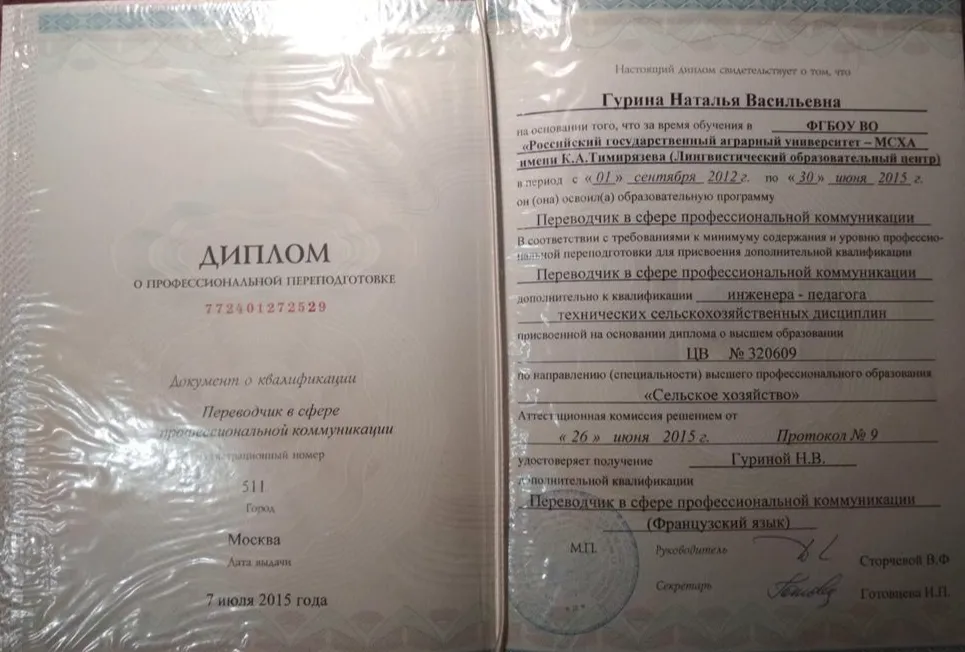 ДИПЛОМ
О ПРОФЕССИОНАЛЬНОЙ ПЕРЕПОДГОТОВКЕ
772401272529
Документ о квалификации
Переводчик в сфере
профессиональной коммуникации
Регистрационный номер
511
Город
Москва
Дата выдачи
7 июля 2015 года
Настоящий диплом свидетельствует о том, что
Гурина Наталья Васильевна
на основании того, что за время обучения в ФГБОУ ВО
«Российский государственный аграрный университет – МСХА
имени К.А.Тимирязева (Лингвистический образовательный центр)
в период с «01» сентября 2012 г. по «30» июня 2015 г.
он (она) освоил(а) образовательную программу
Переводчик в сфере профессиональной коммуникации
В соответствии с требованиями к минимуму содержания и уровню профессио-
нальной переподготовки для присвоения дополнительной квалификации
Переводчик в сфере профессиональной коммуникации
дополнительно к квалификации инженера - педагога
технических сельскохозяйственных дисциплин
присвоенной на основании диплома о высшем образовании
ЦВ № 320609
по направлению (специальности) высшего профессионального образования
«Сельское хозяйство»
Аттестационная комиссия решением от
« 26 » июня 2015 г. Протокол № 9
удостоверяет получение Гуриной Н.В.
дополнительной квалификации
Переводчик в сфере профессиональной коммуникации
(Французский язык)
М.П. Руководитель Сторчевой В.Ф
Секретарь Готовцева И.П.